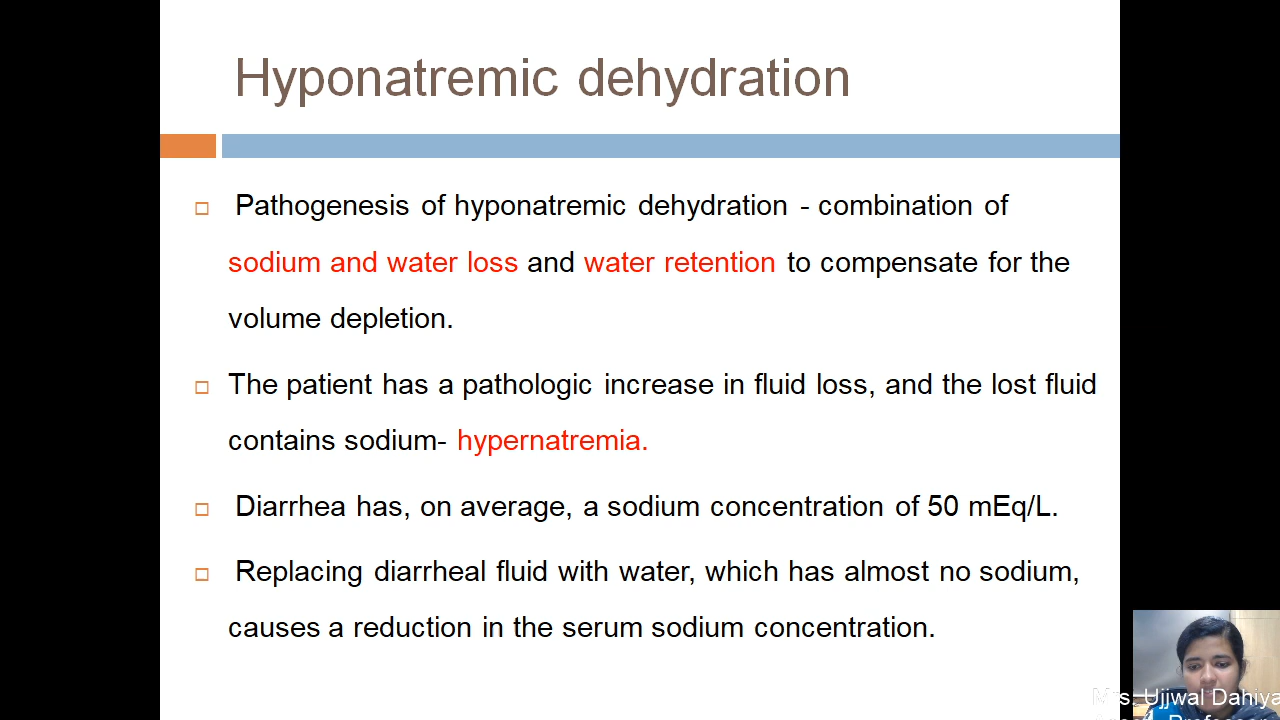 Hyponatremic dehydration
Pathogenesis of hyponatremic dehydration - combination of
sodium and water loss and water retention to compensate for the
volume depletion.
The patient has a pathologic increase in fluid loss, and the lost fluid
contains sodium- hypernatremia.
Diarrhea has, on average, a sodium concentration of 50 mEq/L.
Replacing diarrheal fluid with water, which has almost no sodium,
causes a reduction in the serum sodium concentration.
Mrs. Ujjwal Dahiya